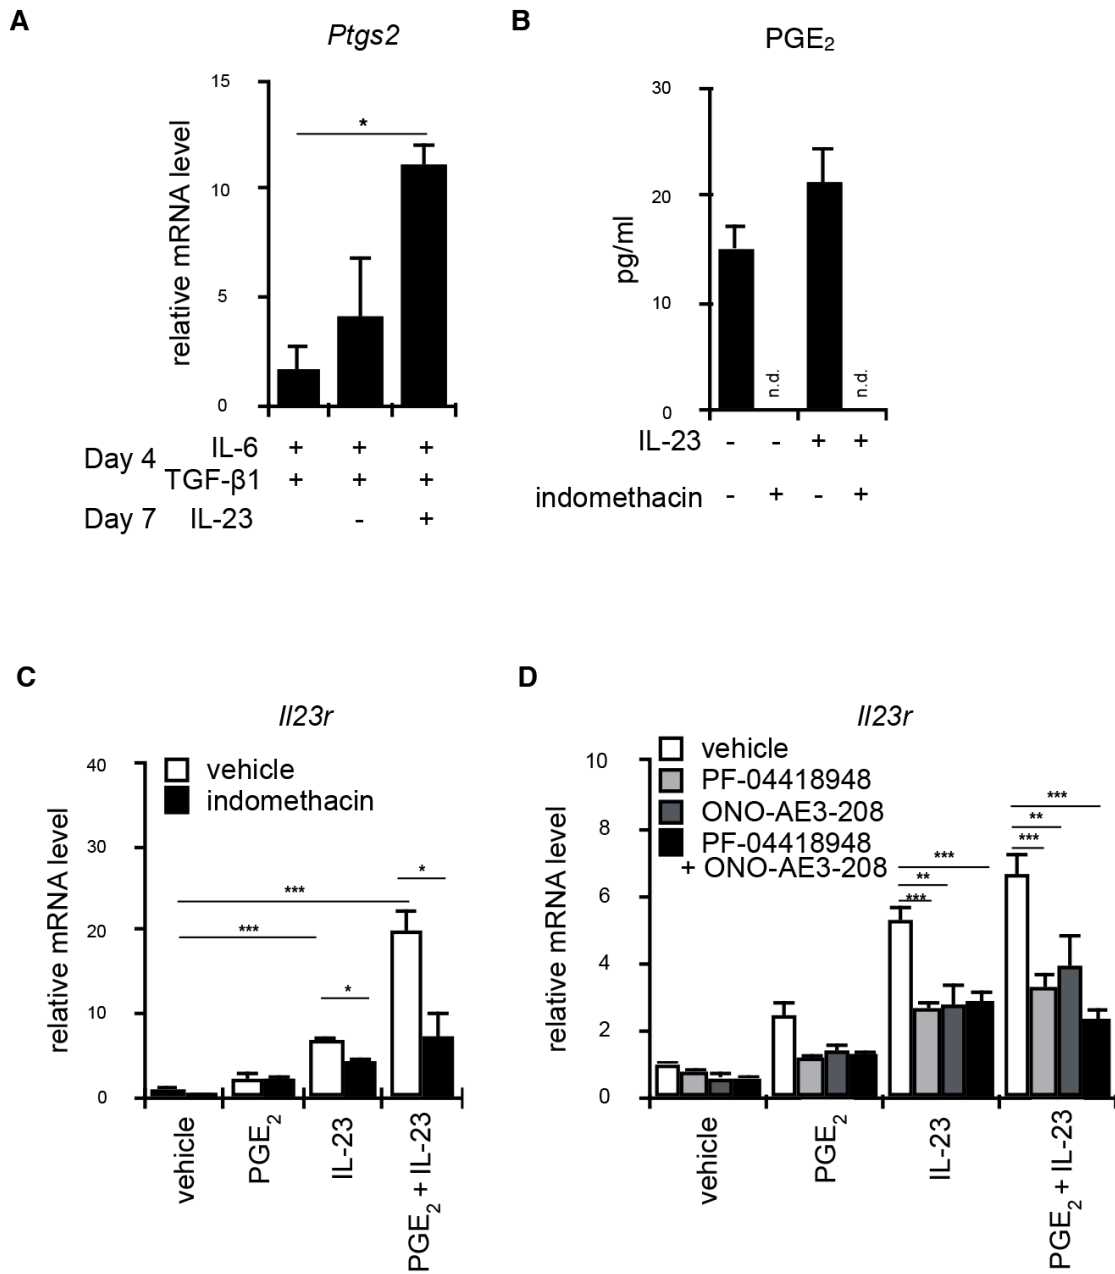 A
Ptgs2
15
10
5
0
relative mRNA level
*
Day 4 IL-6 + + +
TGF-β1 + + +
Day 7 IL-23 - +
B
PGE2
30
20
10
0
pg/ml
n.d.
n.d.
IL-23 - - + +
indomethacin - + - +
C
Il23r
vehicle
indomethacin
40
30
20
10
0
relative mRNA level
***
***
*
*
vehicle
PGE2
IL-23
PGE2 + IL-23
D
Il23r
vehicle
PF-04418948
ONO-AE3-208
PF-04418948
+ ONO-AE3-208
10
8
6
4
2
0
relative mRNA level
***
**
***
***
**
***
vehicle
PGE2
IL-23
PGE2 + IL-23